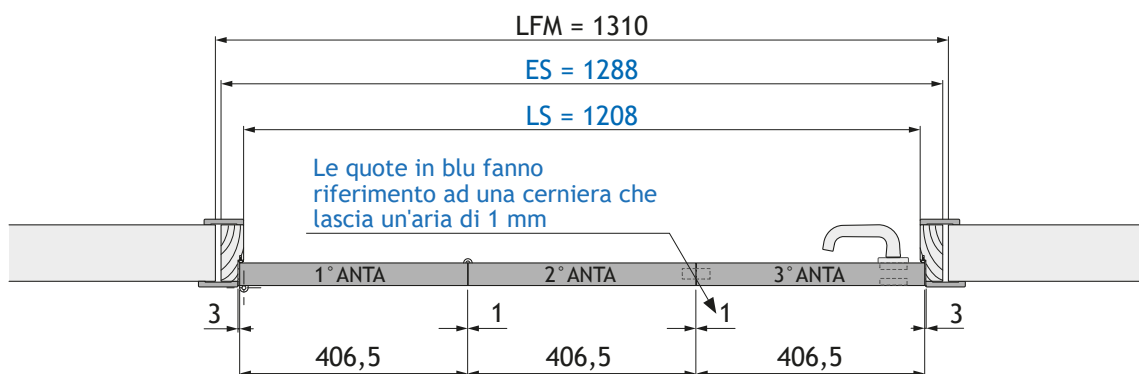 LFM = 1310
ES = 1288
LS = 1208
Le quote in blu fanno
riferimento ad una cerniera che
lascia un'aria di 1 mm
1° ANTA
2° ANTA
3° ANTA
3
1
1
3
406,5
406,5
406,5